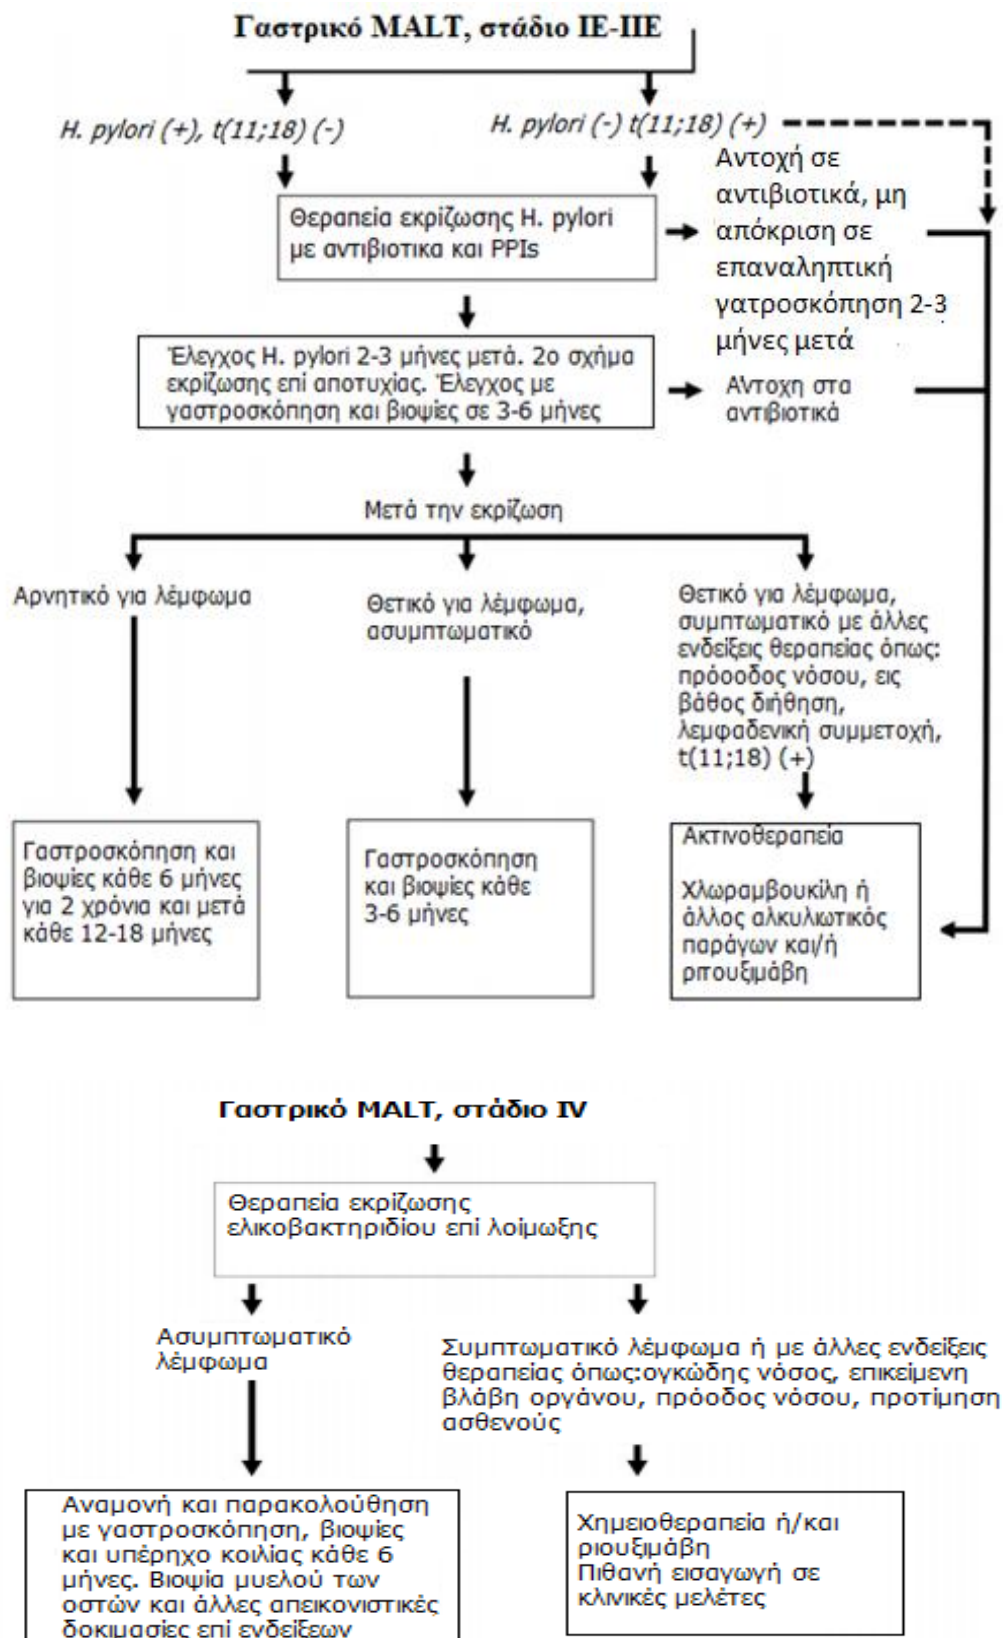 Γαστρικό MALT, στάδιο IE-IIE
H. pylori (+), t(11;18) (-)
H. pylori (-) t(11;18) (+)
Θεραπεία εκρίζωσης H. pylori
με αντιβιοτικα και PPIs
Αντοχή σε
αντιβιοτικά, μη
απόκριση σε
επαναληπτική
γατροσκόπηση 2-3
μήνες μετά
Έλεγχος H. pylori 2-3 μήνες μετά. 2ο σχήμα
εκρίζωσης επί αποτυχίας. Έλεγχος με
γαστροσκόπηση και βιοψίες σε 3-6 μήνες
Αντοχη στα
αντιβιοτικά
Μετά την εκρίζωση
Αρνητικό για λέμφωμα
Θετικό για λέμφωμα,
ασυμπτωματικό
Θετικό για λέμφωμα,
συμπτωματικό με άλλες
ενδείξεις θεραπείας όπως:
πρόοοδος νόσου, εις
βάθος διήθηση,
λεμφαδενική συμμετοχή,
t(11;18) (+)
Γαστροσκόπηση και
βιοψίες κάθε 6 μήνες
για 2 χρόνια και μετά
κάθε 12-18 μήνες
Γαστροσκόπηση
και βιοψίες κάθε
3-6 μήνες
Ακτινοθεραπεία
Χλωραμβουκίλη ή
άλλος αλκυλιωτικός
παράγων και/ή
ριτουξιμάβη
Γαστρικό MALT, στάδιο IV
Θεραπεία εκρίζωσης
ελικοβακτηριδίου επί λοίμωξης
Ασυμπτωματικό
λέμφωμα
Συμπτωματικό λέμφωμα ή με άλλες ενδείξεις
θεραπείας όπως:ογκώδης νόσος, επικείμενη
βλάβη οργάνου, πρόοδος νόσου, προτίμηση
ασθενούς
Αναμονή και παρακολούθηση
με γαστροσκόπηση, βιοψίες
και υπέρηχο κοιλίας κάθε 6
μήνες. Βιοψία μυελού των
οστών και άλλες απεικονιστικές
δοκιμασίες επί ενδείξεων
Χημειοθεραπεία ή/και
ριουξιμάβη
Πιθανή εισαγωγή σε
κλινικές μελέτες